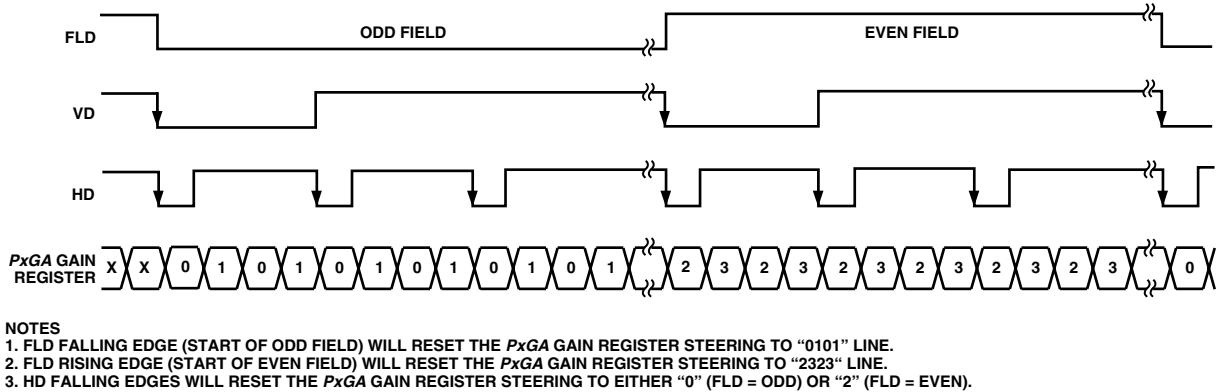 FLD
ODD FIELD
EVEN FIELD
VD
HD
PxGA GAIN
REGISTER
X X 0 1 0 1 0 1 0 1 0 1 0 1 2 3 2 3 2 3 2 3 2 3 2 3 0
NOTES
1. FLD FALLING EDGE (START OF ODD FIELD) WILL RESET THE PxGA GAIN REGISTER STEERING TO “0101” LINE.
2. FLD RISING EDGE (START OF EVEN FIELD) WILL RESET THE PxGA GAIN REGISTER STEERING TO “2323“ LINE.
3. HD FALLING EDGES WILL RESET THE PxGA GAIN REGISTER STEERING TO EITHER “0” (FLD = ODD) OR “2” (FLD = EVEN).